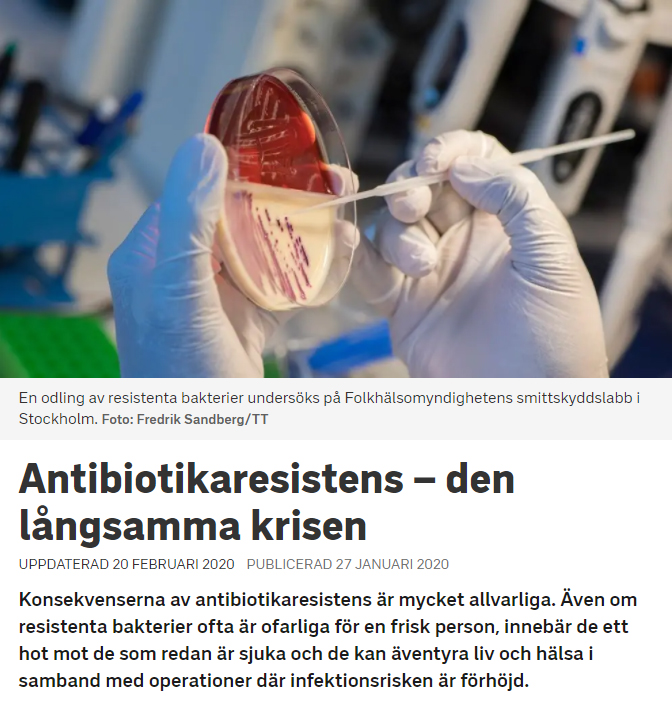 En odling av resistenta bakterier undersöks på Folkhälsomyndighetens smittskyddslabb i
Stockholm. Foto: Fredrik Sandberg/TT
Antibiotikaresistens – den
långsamma krisen
UPPDATERAD 20 FEBRUARI 2020 PUBLICERAD 27 JANUARI 2020
Konsekvenserna av antibiotikaresistens är mycket allvarliga. Även om
resistenta bakterier ofta är ofarliga för en frisk person, innebär de ett
hot mot de som redan är sjuka och de kan äventyra liv och hälsa i
samband med operationer där infektionsrisken är förhöjd.